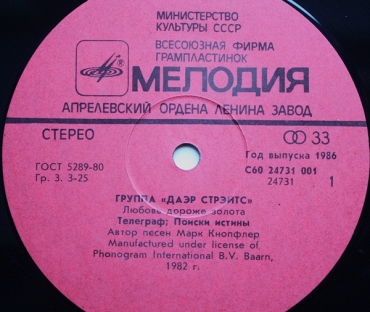 МИНИСТЕРСТВО
КУЛЬТУРЫ СССР
ВСЕСОЮЗНАЯ ФИРМА
ГРАМПЛАСТИНОК
МЕЛОДИЯ
АПРЕЛЕВСКИЙ ОРДЕНА ЛЕНИНА ЗАВОД
СТЕРЕО
33
ГОСТ 5289-80
Гр. 3. 3-25
Год выпуска 1986
С60 24731 001
24731
1
ГРУППА «ДАЭР СТРЭИТС»
Любовь дороже золота
Телеграф; Поиски истины
Автор песен Марк Кнопфлер
Manufactured under license of
Phonogram International B.V. Baarn,
1982 г.